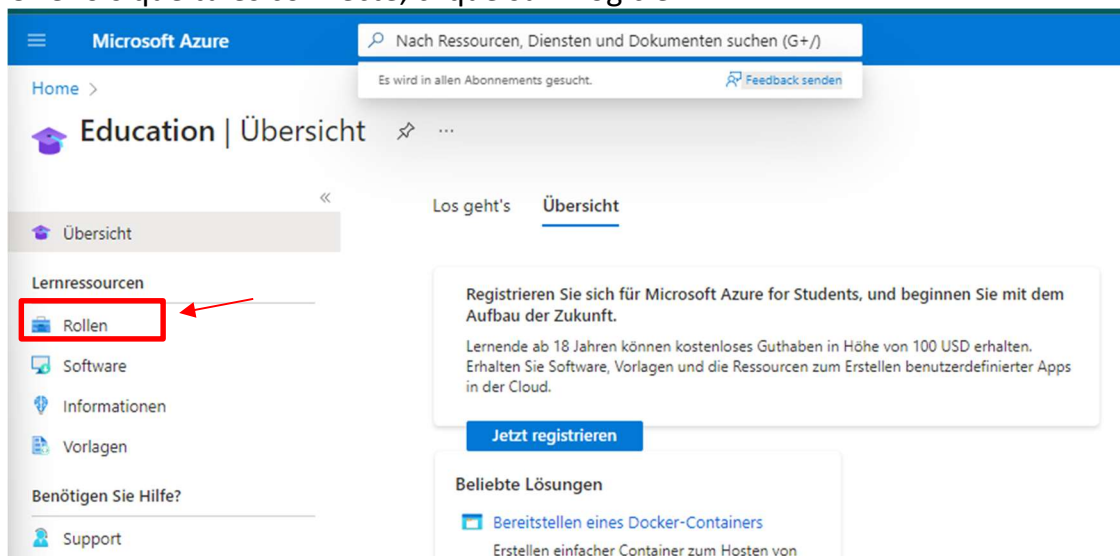 Microsoft Azure
Nach Ressourcen, Diensten und Dokumenten suchen (G+/)
Es wird in allen Abonnements gesucht.
Feedback senden
Home >
Education | Übersicht
...
«
Übersicht
Lernressourcen
Rollen
Software
Informationen
Vorlagen
Benötigen Sie Hilfe?
Support
Los geht's
Übersicht
Registrieren Sie sich für Microsoft Azure for Students, und beginnen Sie mit dem
Aufbau der Zukunft.
Lernende ab 18 Jahren können kostenloses Guthaben in Höhe von 100 USD erhalten.
Erhalten Sie Software, Vorlagen und die Ressourcen zum Erstellen benutzerdefinierter Apps
in der Cloud.
Jetzt registrieren
Beliebte Lösungen
Bereitstellen eines Docker-Containers
Erstellen einfacher Container zum Hosten von